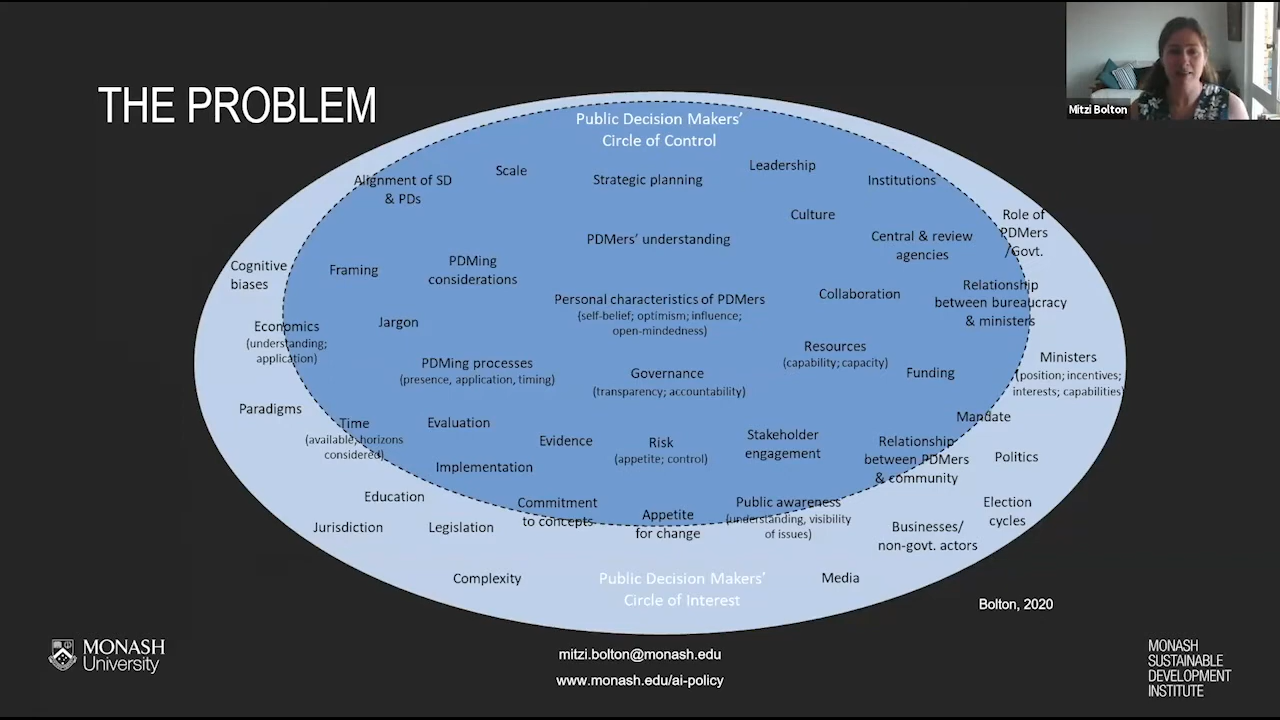 THE PROBLEM
Mitzi Bolton
Public Decision Makers’
Circle of Control
Alignment of SD
& PDs
Scale
Strategic planning
Leadership
Institutions
Culture
PDMers’ understanding
Central & review
agencies
Role of
PDMers
/Govt.
Cognitive
biases
Framing
PDMing
considerations
Personal characteristics of PDMers
(self-belief; optimism; influence;
open-mindedness)
Collaboration
Relationship
between bureaucracy
& ministers
Economics
(understanding;
application)
Jargon
PDMing processes
(presence, application, timing)
Governance
(transparency; accountability)
Resources
(capability; capacity)
Funding
Ministers
(position; incentives;
interests; capabilities)
Paradigms
Time
(available; horizons
considered)
Evaluation
Evidence
Risk
(appetite; control)
Stakeholder
engagement
Mandate
Relationship
between PDMers
& community
Politics
Implementation
Education
Commitment
to concepts
Appetite
for change
Public awareness
(understanding, visibility
of issues)
Election
cycles
Jurisdiction
Legislation
Businesses/
non-govt. actors
Complexity
Public Decision Makers’
Circle of Interest
Media
Bolton, 2020
MONASH
University
mitzi.bolton@monash.edu
www.monash.edu/ai-policy
MONASH
SUSTAINABLE
DEVELOPMENT
INSTITUTE